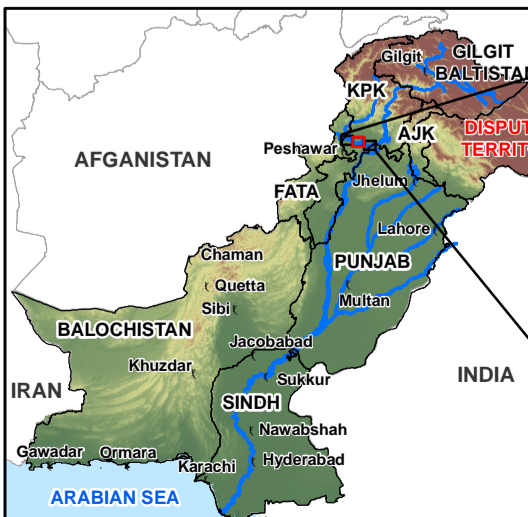 Gilgit
GILGIT
BALTISTAN
KPK
AJK
DISPUT
TERRIT
Peshawar
AFGANISTAN
FATA
Jhelum
Lahore
Chaman
PUNJAB
Quetta
Sibi
Multan
BALOCHISTAN
Jacobabad
Khuzdar
Sukkur
INDIA
IRAN
SINDH
Nawabshah
Gawadar
Ormara
Karachi
Hyderabad
ARABIAN SEA